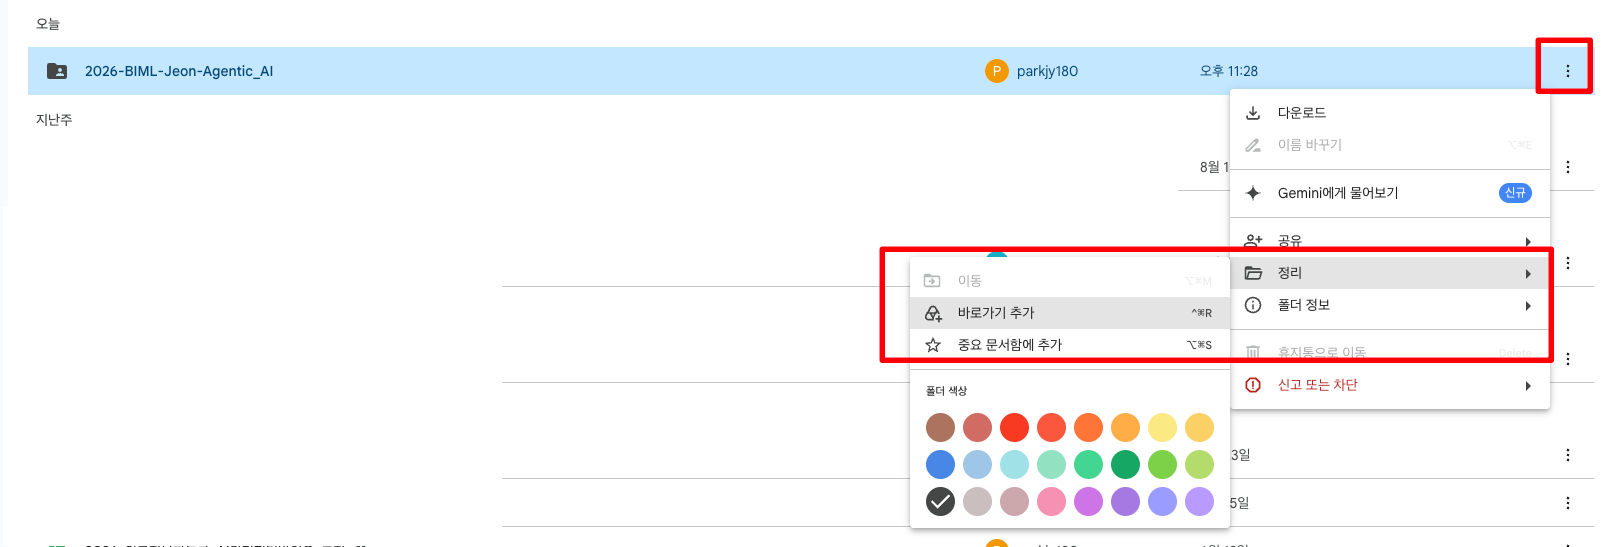 오늘
2026-BIML-Jeon-Agentic_AI
P parkjy180
오후 11:28
지난주
다운로드
이름 바꾸기 ⌥⌘E
8월 1
Gemini에게 물어보기 신규
공유
정리
폴더 정보
휴지통으로 이동 Delete
신고 또는 차단
이동 ⌥⌘M
바로가기 추가 ^⌘R
중요 문서함에 추가 ⌥⌘S
폴더 색상
3일
5일